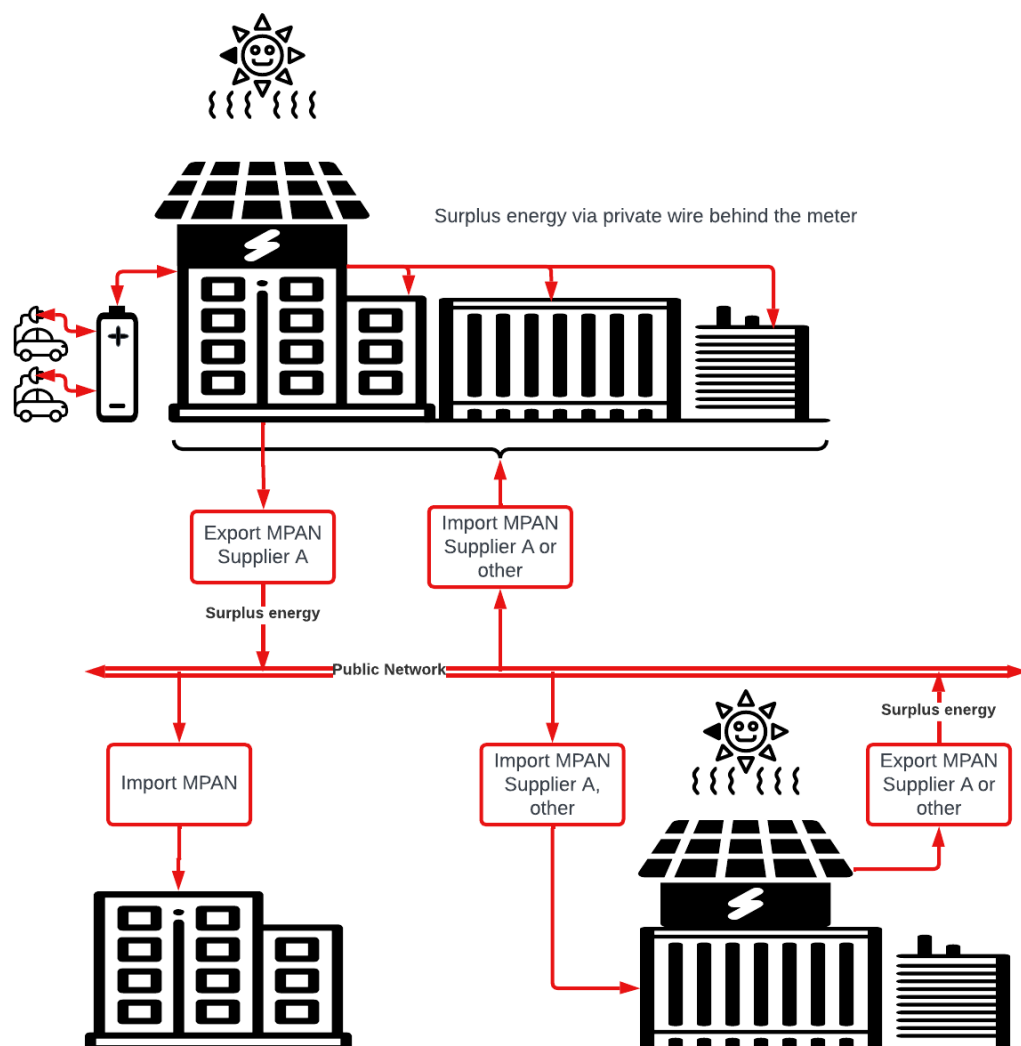 Surplus energy via private wire behind the meter
Export MPAN
Supplier A
Import MPAN
Supplier A or
other
Surplus energy
Public Network
Surplus energy
Import MPAN
Import MPAN
Supplier A,
other
Export MPAN
Supplier A or
other